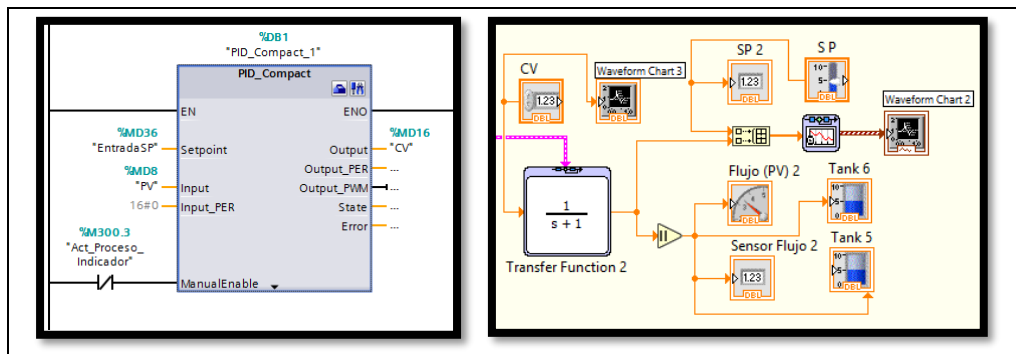 %DB1
"PID_Compact_1"
PID_Compact
EN
ENO
%MD36
"EntradaSP"
Setpoint
%MD8
"PV"
Input
16#0
Input_PER
%M300.3
"Act_Proceso_
Indicador"
ManualEnable
Output
%MD16
"CV"
Output_PER
...
Output_PWM
...
State
...
Error
...
CV
1.23
DBL
Waveform Chart 3
DBL
SP 2
1.23
DBL
S P
10-
5-
DBL
Waveform Chart 2
DBL
1
s + 1
Transfer Function 2
Flujo (PV) 2
DBL
Tank 6
10-
5-
DBL
Sensor Flujo 2
1.23
DBL
Tank 5
10-
5-
DBL